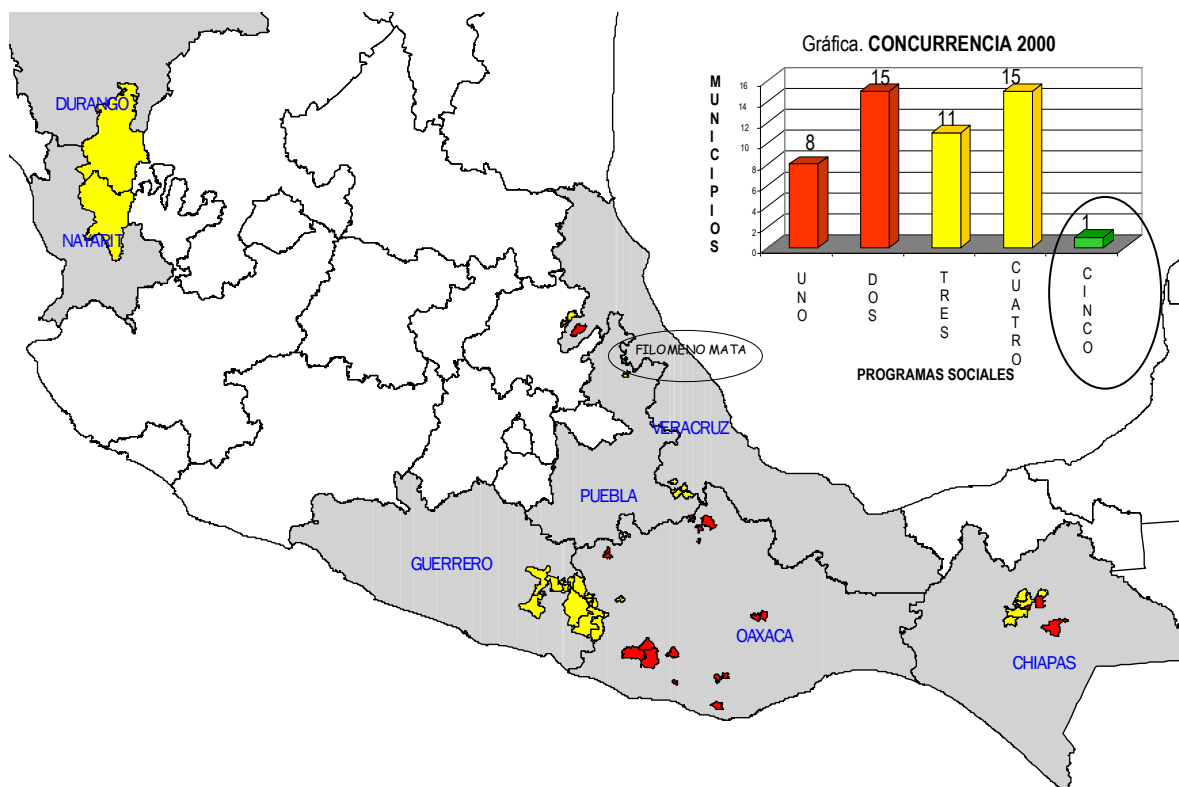 Gráfica. CONCURRENCIA 2000
MUNICIPIOS
16
14
12
10
8
6
4
2
0
8
15
11
15
1
UNO
DOS
TRES
CUATRO
CINCO
PROGRAMAS SOCIALES
DURANGO
NAYARIT
FILOMENO MATA
VERACRUZ
PUEBLA
GUERRERO
OAXACA
CHIAPAS